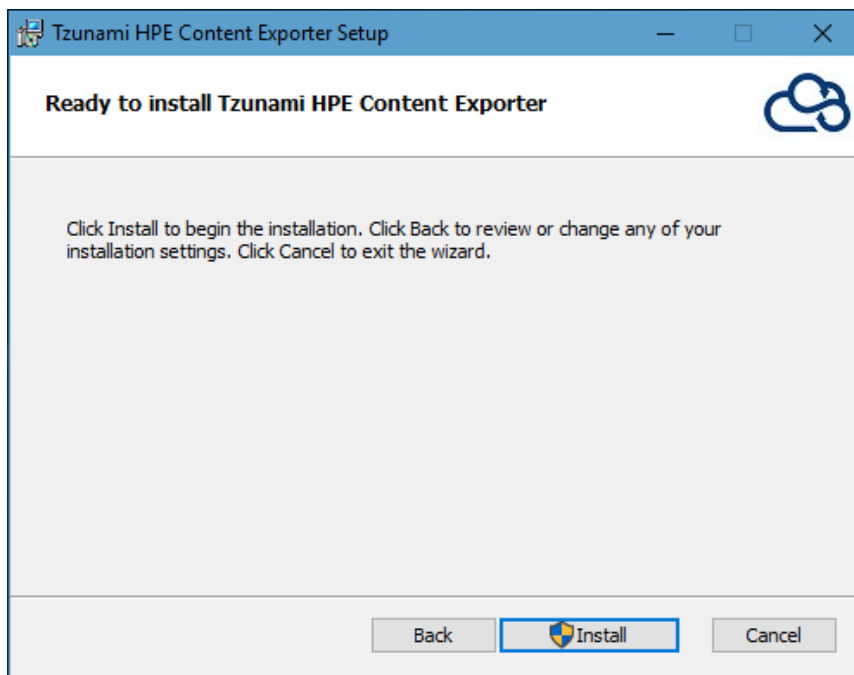 Tzunami HPE Content Exporter Setup
Ready to install Tzunami HPE Content Exporter
Click Install to begin the installation. Click Back to review or change any of your
installation settings. Click Cancel to exit the wizard.
Back Install Cancel